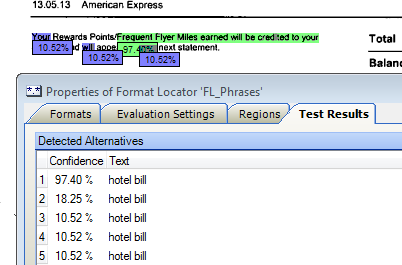 13.05.13 American Express
Your Rewards Points/Frequent Flyer Miles earned will be credited to your
will next statement.
10.52% 97.40%
10.52% 10.52%
Total
Balanc
Properties of Format Locator 'FL_Phrases'
Formats Evaluation Settings Regions Test Results
Detected Alternatives
Confidence Text
1 97.40 % hotel bill
2 18.25 % hotel bill
3 10.52 % hotel bill
4 10.52 % hotel bill
5 10.52 % hotel bill